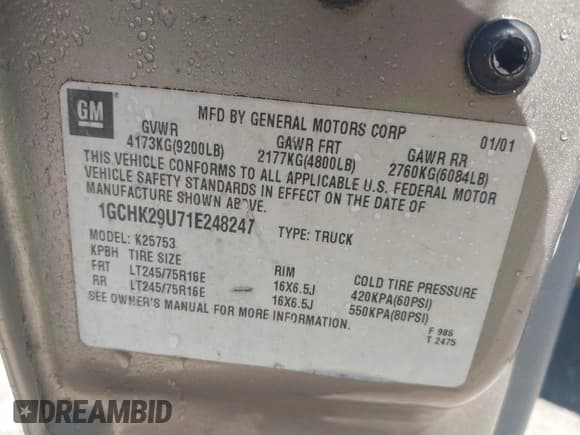 GM
MFD BY GENERAL MOTORS CORP 01/01
GVWR GAWR FRT GAWR RR
4173KG(9200LB) 2177KG(4800LB) 2760KG(6084LB)
THIS VEHICLE CONFORMS TO ALL APPLICABLE U.S. FEDERAL MOTOR
VEHICLE SAFETY STANDARDS IN EFFECT ON THE DATE OF
MANUFACTURE SHOWN ABOVE.
1GCHK29U71E248247 TYPE: TRUCK
MODEL: K25753
KPBH TIRE SIZE RIM COLD TIRE PRESSURE
FRT LT245/75R16E 16X6.5J 420KPA(60PSI)
RR LT245/75R16E 16X6.5J 550KPA(80PSI)
SEE OWNER'S MANUAL FOR MORE INFORMATION.
F 985
T 2475
DREAMBID